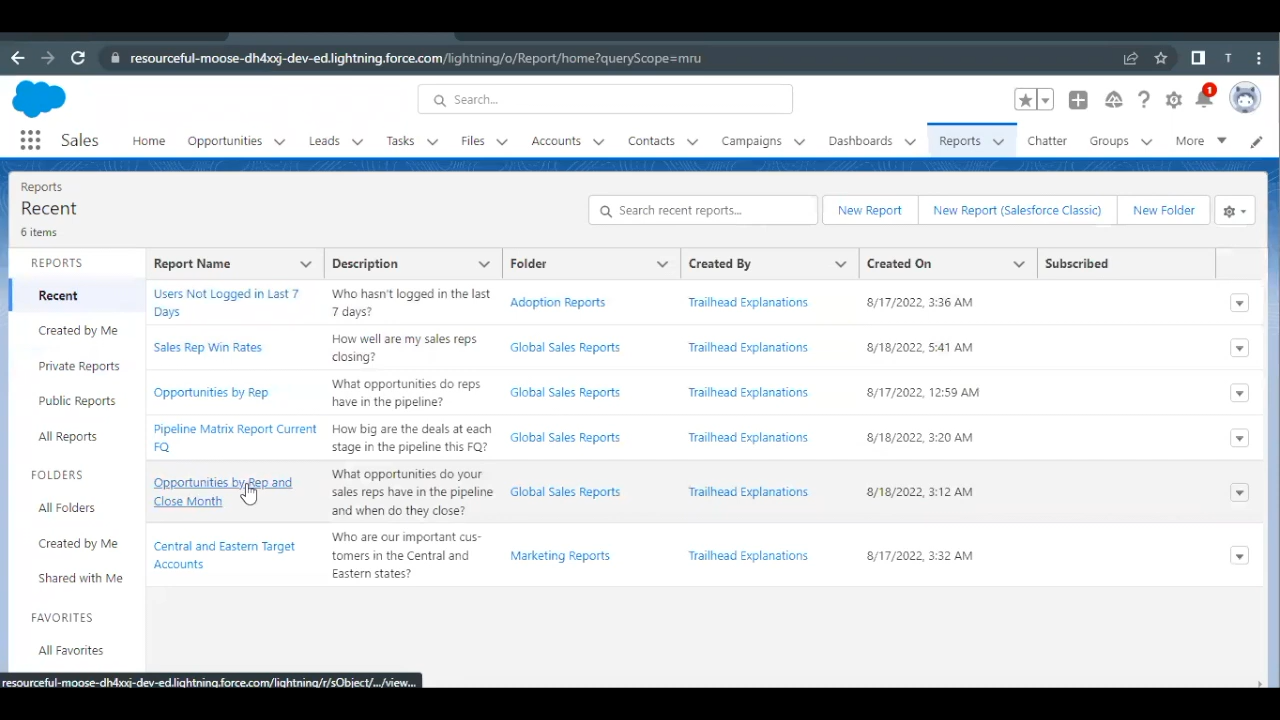 resourceful-moose-dh4xxj-dev-ed.lightning.force.com/lightning/o/Report/home?queryScope=mru
T
Search...
1
Sales
Home
Opportunities
Leads
Tasks
Files
Accounts
Contacts
Campaigns
Dashboards
Reports
Chatter
Groups
More
Reports
Recent
6 items
Search recent reports...
New Report
New Report (Salesforce Classic)
New Folder
REPORTS
Recent
Created by Me
Private Reports
Public Reports
All Reports
FOLDERS
All Folders
Created by Me
Shared with Me
FAVORITES
All Favorites
Report Name
Description
Folder
Created By
Created On
Subscribed
Users Not Logged in Last 7
Days
Who hasn't logged in the last
7 days?
Adoption Reports
Trailhead Explanations
8/17/2022, 3:36 AM
Sales Rep Win Rates
How well are my sales reps
closing?
Global Sales Reports
Trailhead Explanations
8/18/2022, 5:41 AM
Opportunities by Rep
What opportunities do reps
have in the pipeline?
Global Sales Reports
Trailhead Explanations
8/17/2022, 12:59 AM
Pipeline Matrix Report Current
FQ
How big are the deals at each
stage in the pipeline this FQ?
Global Sales Reports
Trailhead Explanations
8/18/2022, 3:20 AM
Opportunities by Rep and
Close Month
What opportunities do your
sales reps have in the pipeline
and when do they close?
Global Sales Reports
Trailhead Explanations
8/18/2022, 3:12 AM
Central and Eastern Target
Accounts
Who are our important cus-
tomers in the Central and
Eastern states?
Marketing Reports
Trailhead Explanations
8/17/2022, 3:32 AM
resourceful-moose-dh4xxj-dev-ed.lightning.force.com/lightning/r/sObject/.../view...